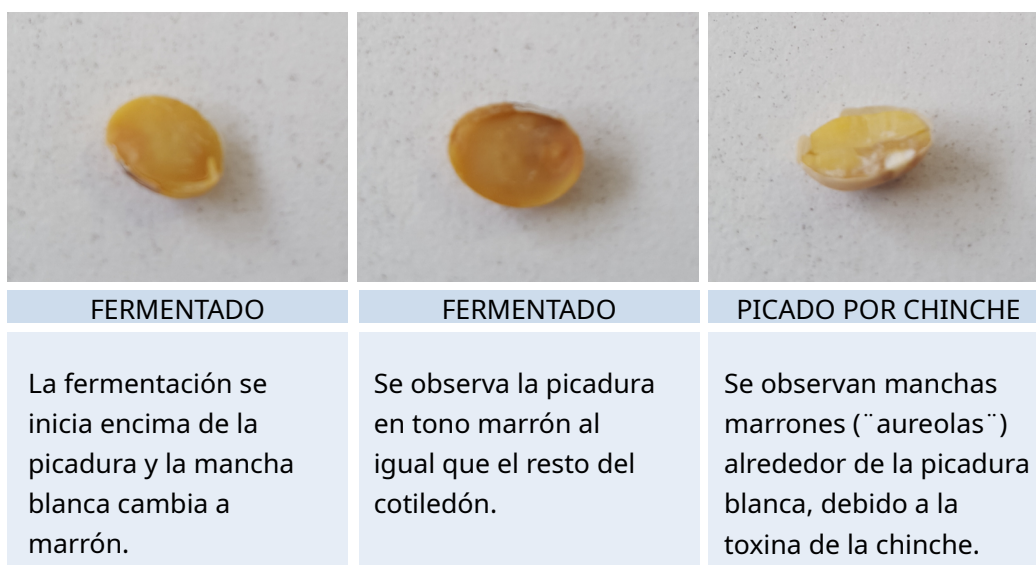 FERMENTADO
FERMENTADO
PICADO POR CHINCHE
La fermentación se
inicia encima de la
picadura y la mancha
blanca cambia a
marrón.
Se observa la picadura
en tono marrón al
igual que el resto del
cotiledón.
Se observan manchas
marrones (¨aureolas¨)
alrededor de la picadura
blanca, debido a la
toxina de la chinche.